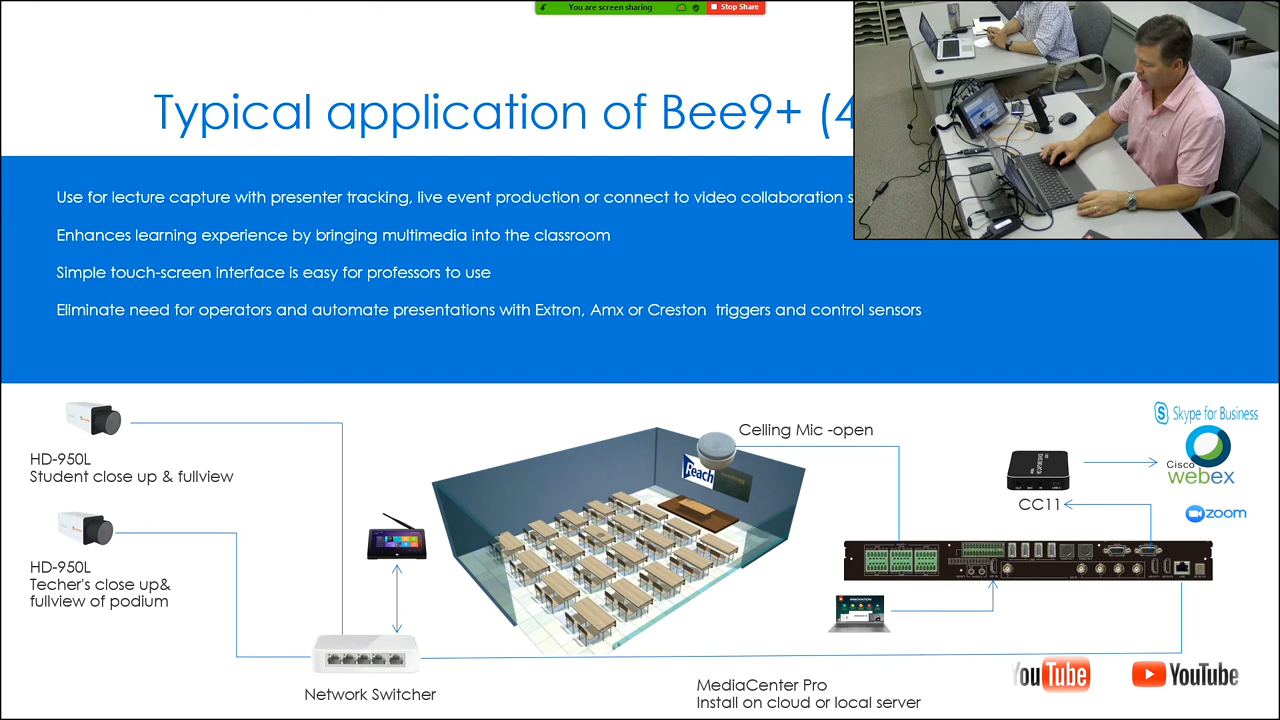 You are screen sharing
Stop Share
Typical application of Bee9+ (4
Use for lecture capture with presenter tracking, live event production or connect to video collaboration s
Enhances learning experience by bringing multimedia into the classroom
Simple touch-screen interface is easy for professors to use
Eliminate need for operators and automate presentations with Extron, Amx or Creston triggers and control sensors
HD-950L
Student close up & fullview
HD-950L
Techer's close up&
fullview of podium
Network Switcher
Reach
Celling Mic -open
CC11
Skype for Business
Cisco
webex
zoom
INNOVATION
MediaCenter Pro
Install on cloud or local server
YouTube
YouTube